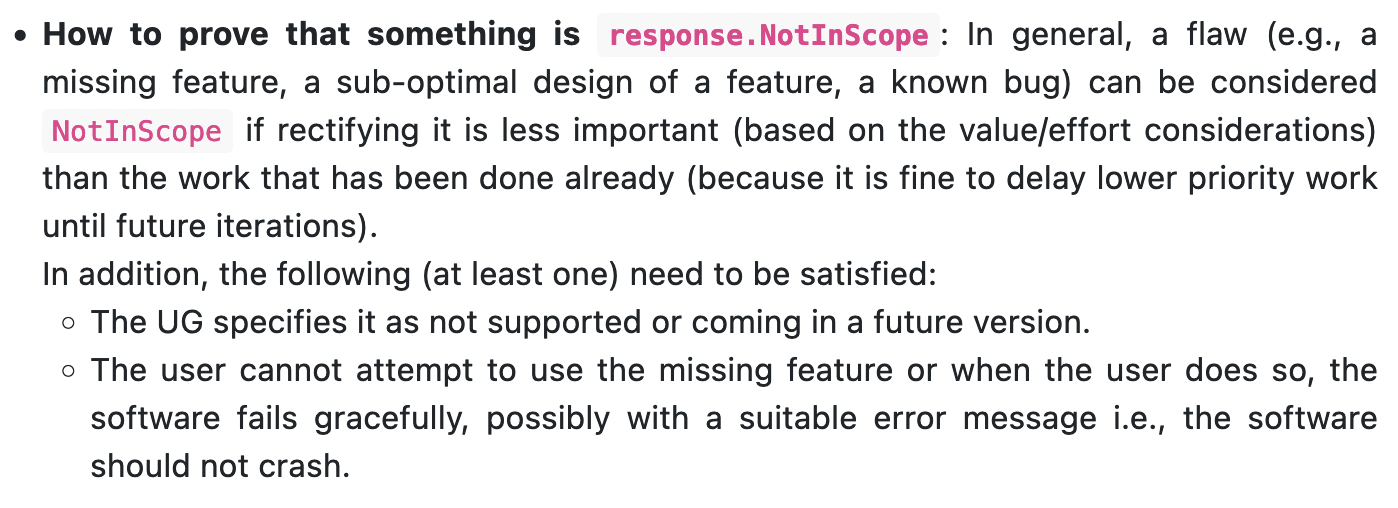 • How to prove that something is response.NotInScope : In general, a flaw (e.g., a
missing feature, a sub-optimal design of a feature, a known bug) can be considered
NotInScope if rectifying it is less important (based on the value/effort considerations)
than the work that has been done already (because it is fine to delay lower priority work
until future iterations).
In addition, the following (at least one) need to be satisfied:
○ The UG specifies it as not supported or coming in a future version.
○ The user cannot attempt to use the missing feature or when the user does so, the
software fails gracefully, possibly with a suitable error message i.e., the software
should not crash.